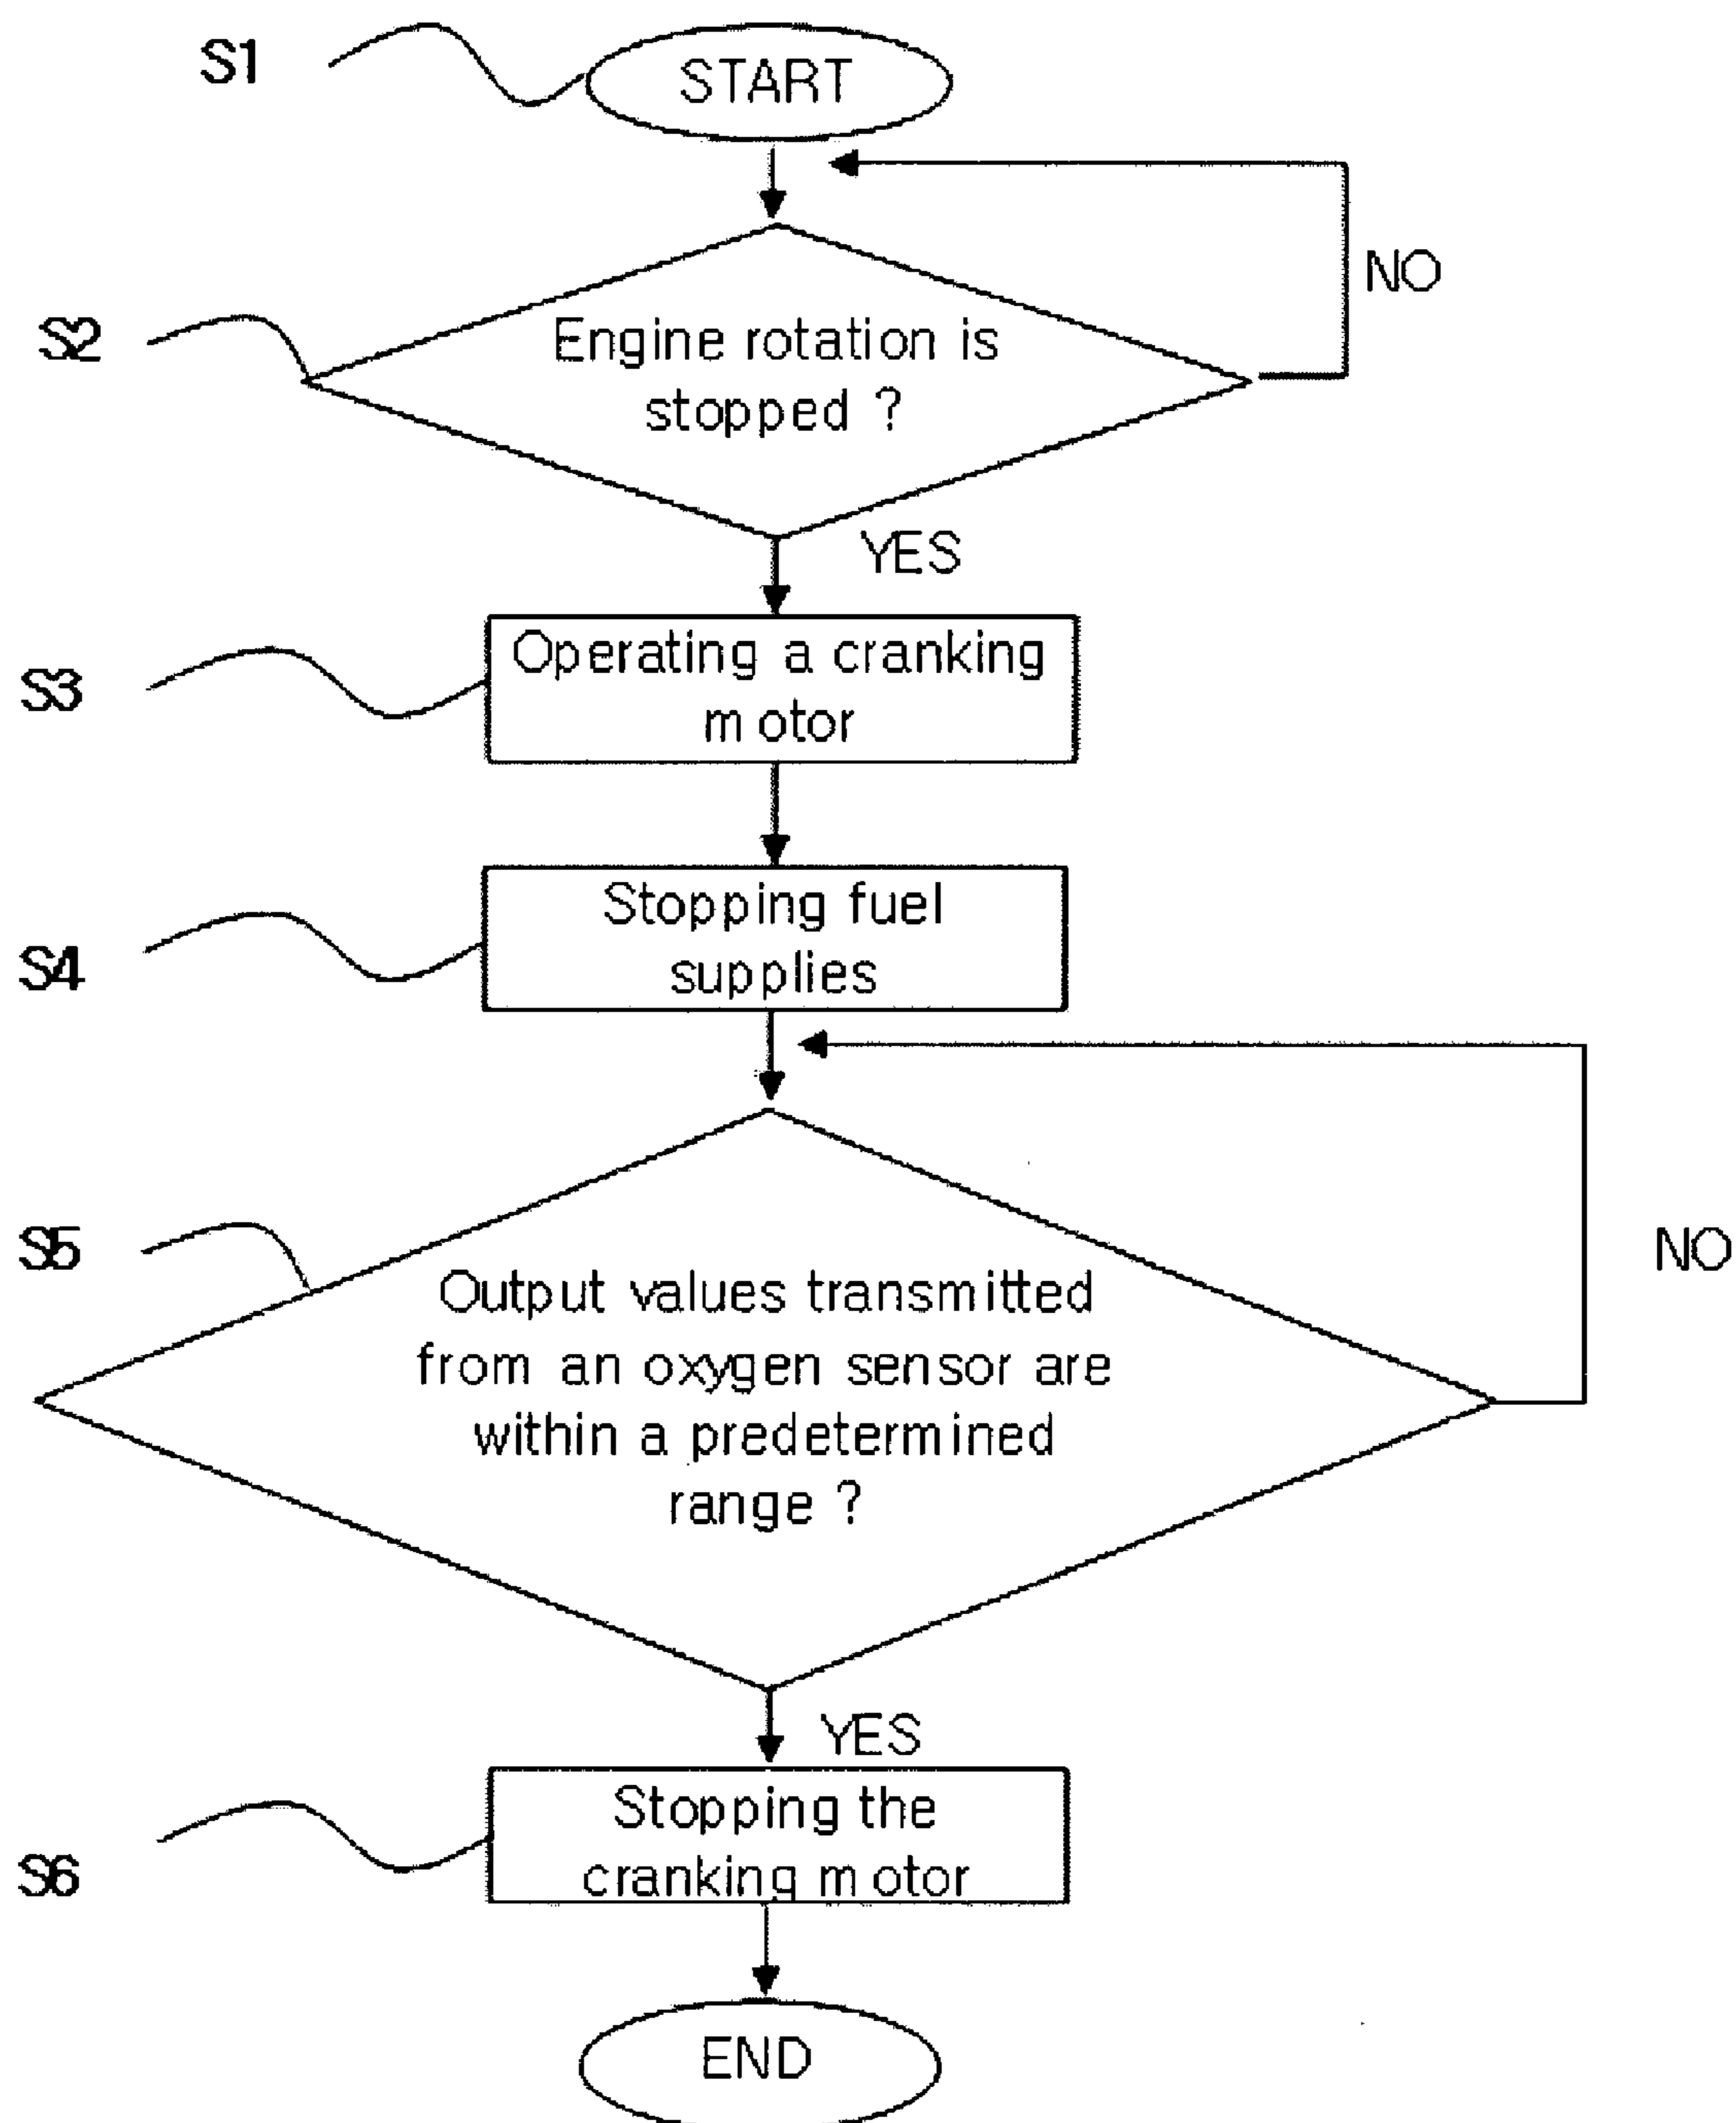 S1
START
NO
S2
Engine rotation is
stopped ?
YES
S3
Operating a cranking
motor
S4
Stopping fuel
supplies
S5
NO
Output values transmitted
from an oxygen sensor are
within a predetermined
range ?
YES
S6
Stopping the
cranking motor
END